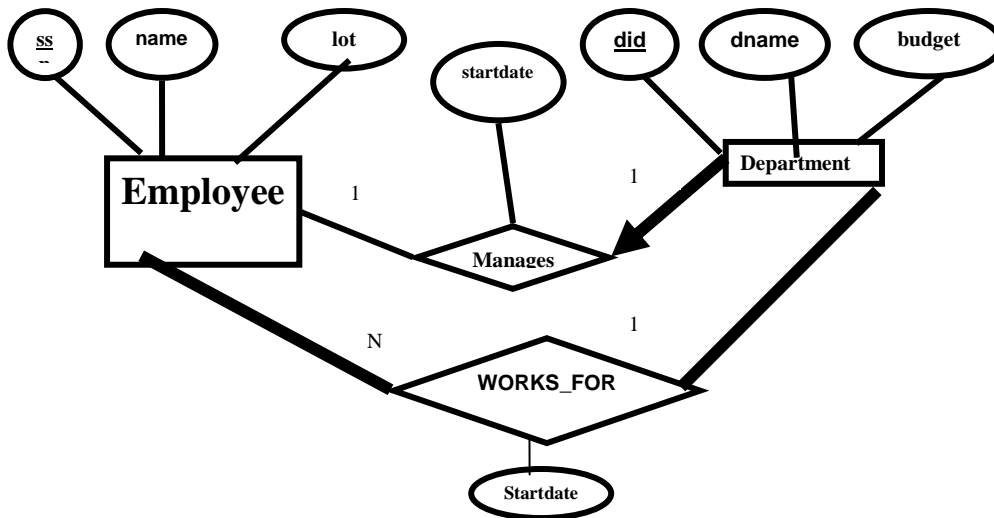 ss
name
lot
startdate
did
dname
budget
Employee
Department
1
1
Manages
N
1
WORKS_FOR
Startdate